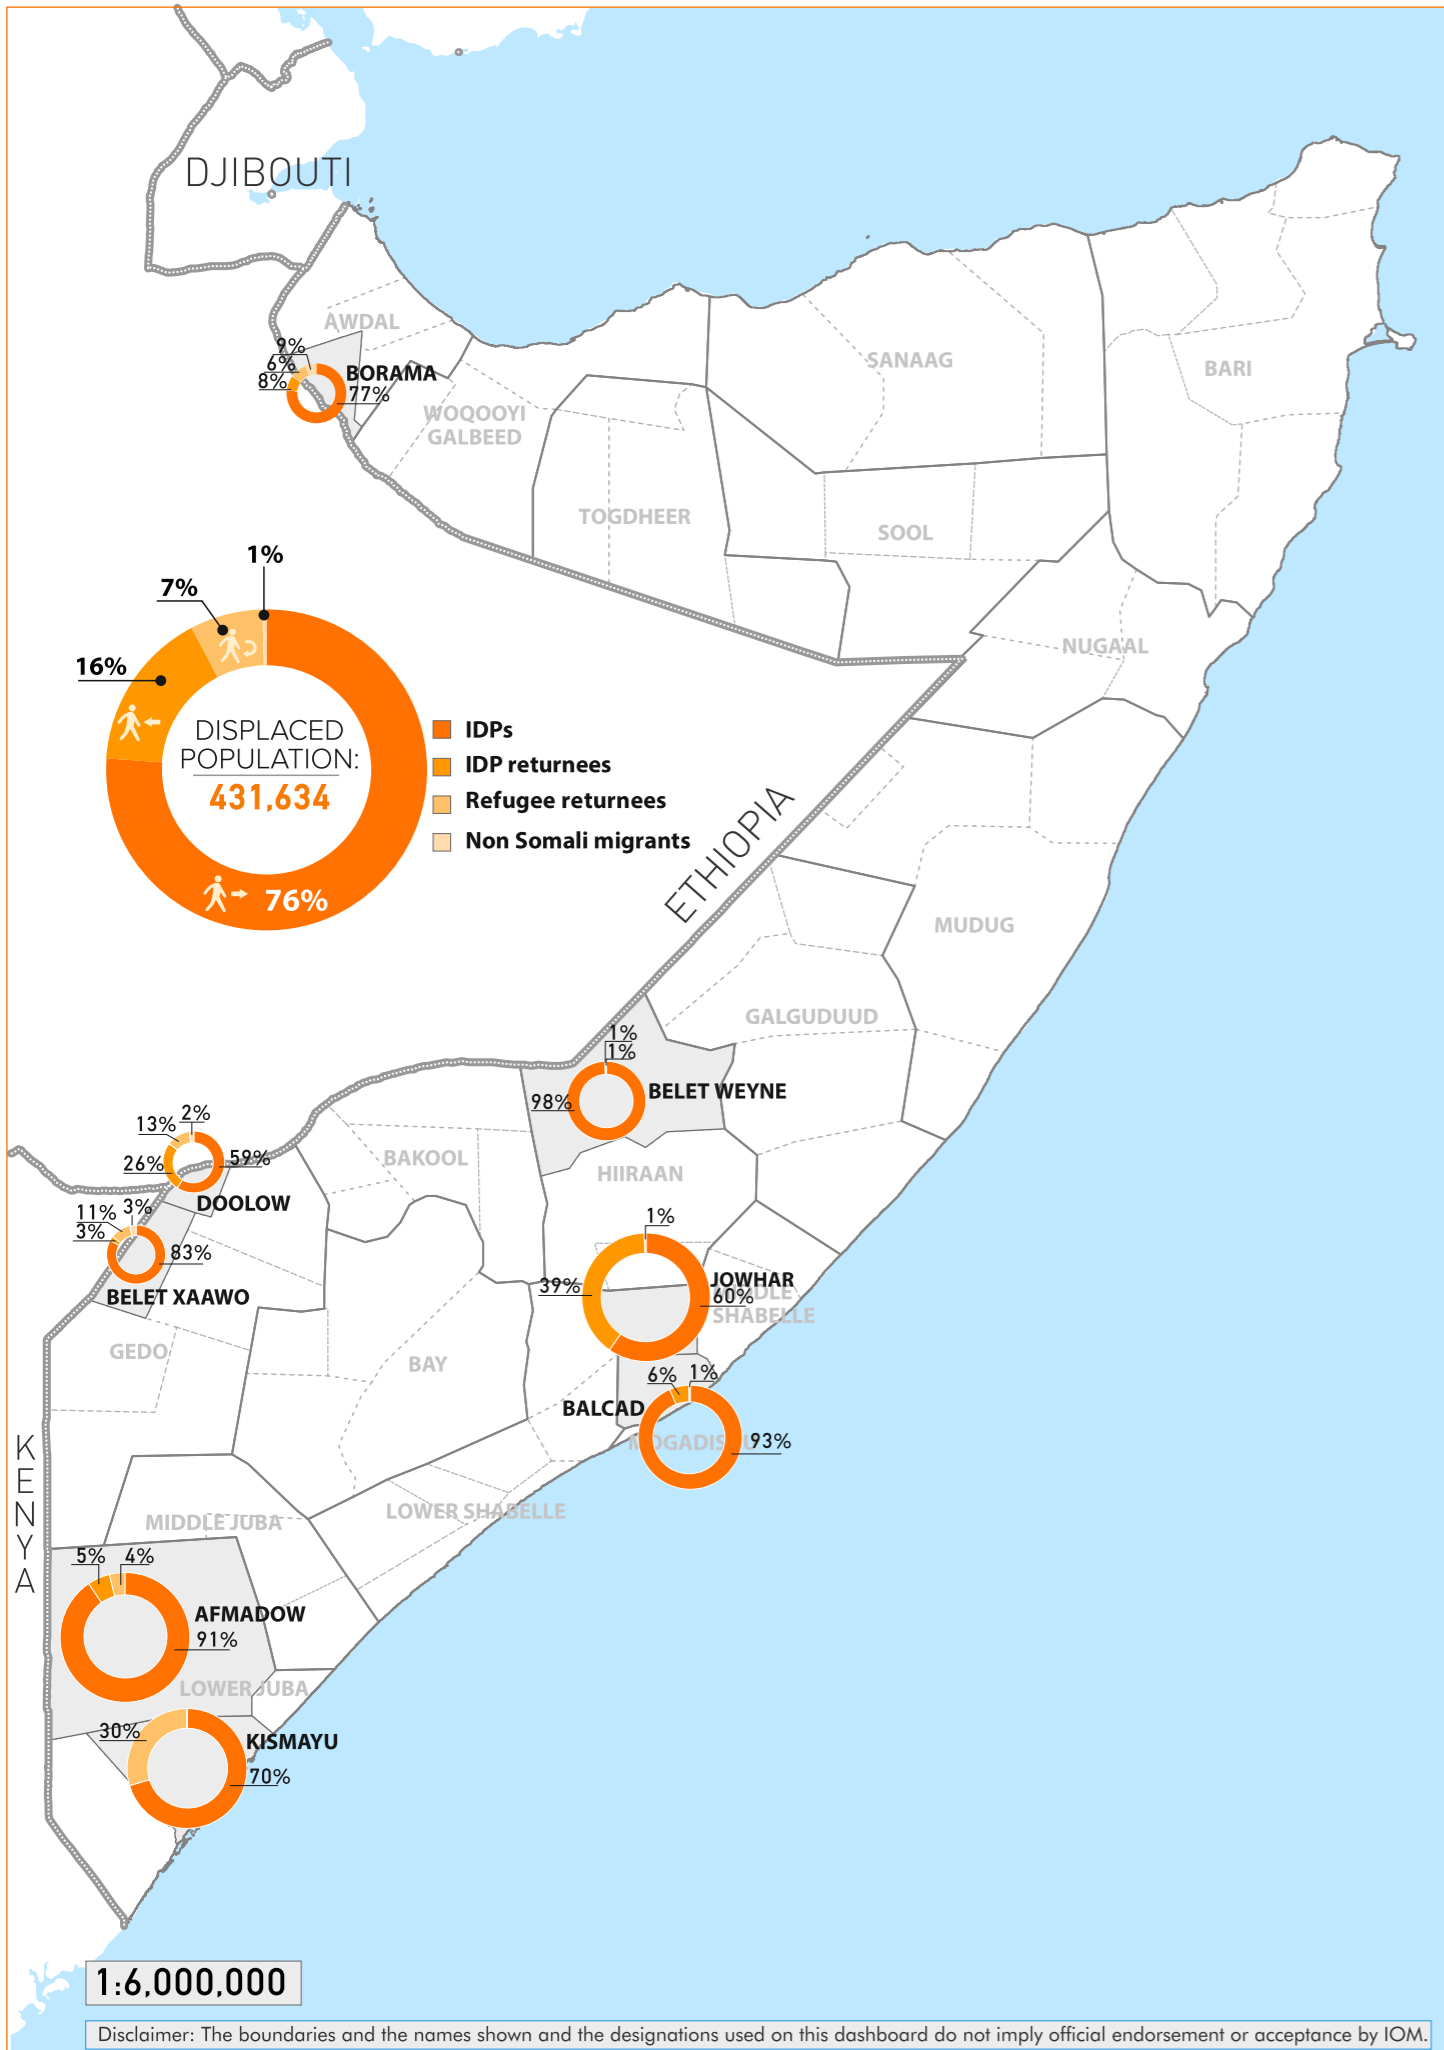 DJIBOUTI
AWDAL
9%
6%
8%
BORAMA
77%
WOQOOYI
GALBEED
SANAAG
BARI
TOGDHEER
SOOL
NUGAAL
1%
7%
16%
DISPLACED
POPULATION:
431,634
76%
IDPs
IDP returnees
Refugee returnees
Non Somali migrants
ETHIOPIA
MUDUG
GALGUDUUD
1%
1%
98%
BELET WEYNE
HIIRAAN
BAKOOL
2%
13%
26%
59%
DOOLOW
3%
11%
3%
83%
BELET XAAWO
GEDO
BAY
1%
39%
JOWHAR
60%
MIDDLE
SHABELLE
6%
1%
BALCAD
MOGADISHU
93%
KENYA
LOWER SHABELLE
MIDDLE JUBA
5%
4%
AFMADOW
91%
LOWER JUBA
30%
KISMAYU
70%
1:6,000,000
Disclaimer: The boundaries and the names shown and the designations used on this dashboard do not imply official endorsement or acceptance by IOM.